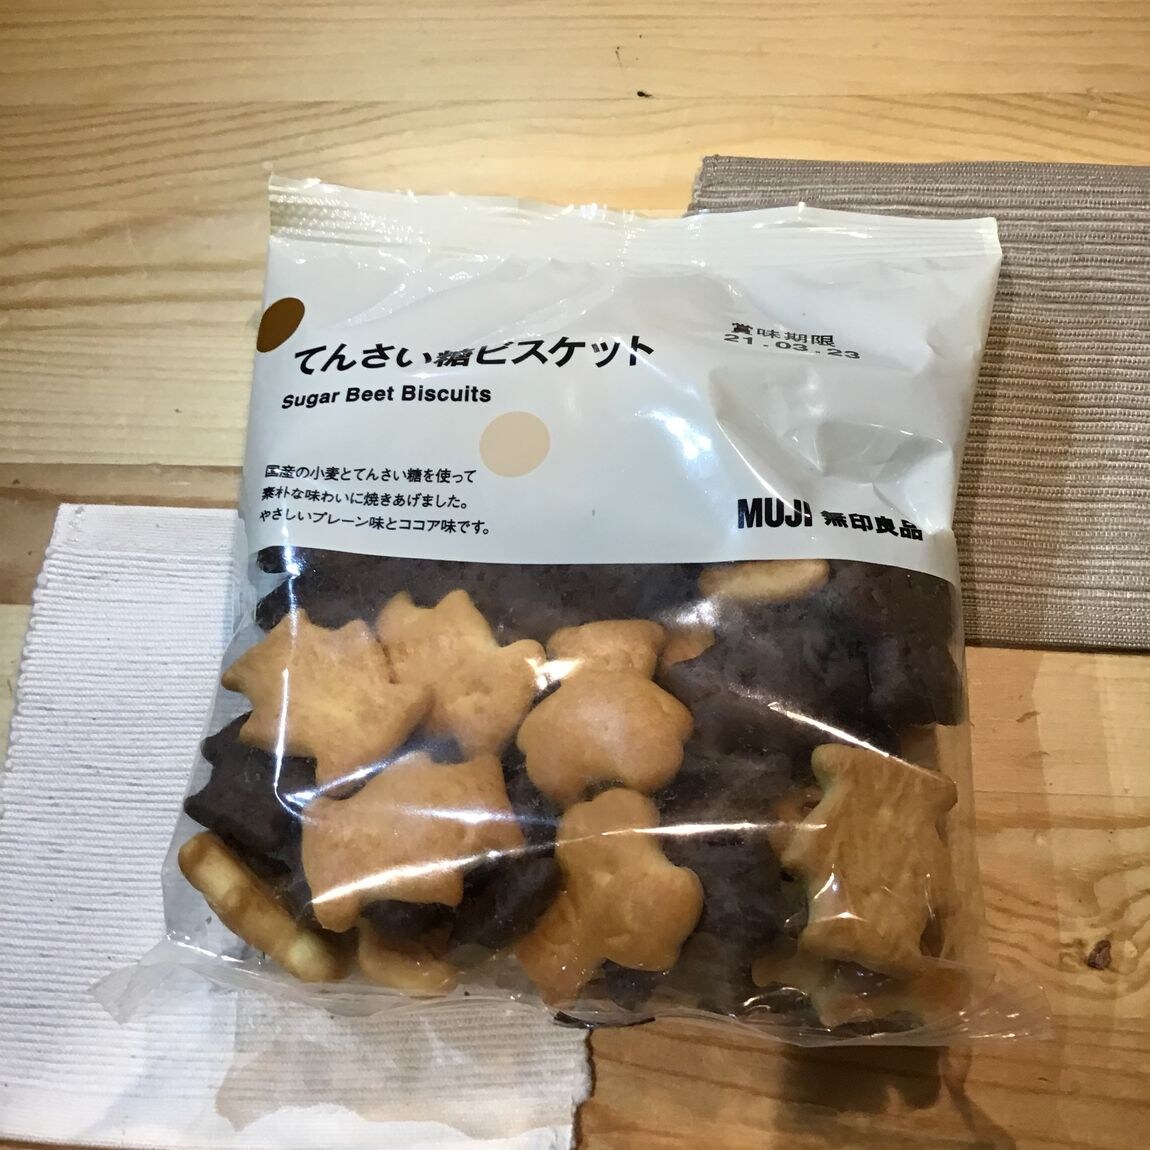 賞味期限
21.03.23
てんさい糖ビスケット
Sugar Beet Biscuits
国産の小麦とてんさい糖を使って
素朴な味わいに焼きあげました。
やさしいプレーン味とココア味です。
MUJI 無印良品